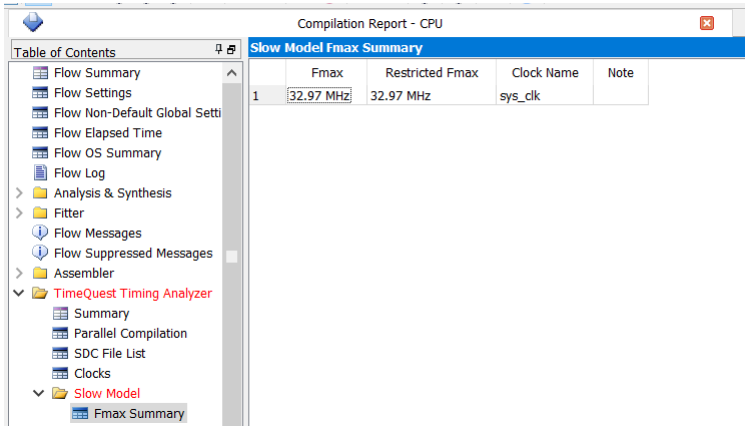 Compilation Report - CPU
Table of Contents
Flow Summary
Flow Settings
Flow Non-Default Global Setti
Flow Elapsed Time
Flow OS Summary
Flow Log
Analysis & Synthesis
Fitter
Flow Messages
Flow Suppressed Messages
Assembler
TimeQuest Timing Analyzer
Summary
Parallel Compilation
SDC File List
Clocks
Slow Model
Fmax Summary
Slow Model Fmax Summary
Fmax Restricted Fmax Clock Name Note
1 32.97 MHz 32.97 MHz sys_clk